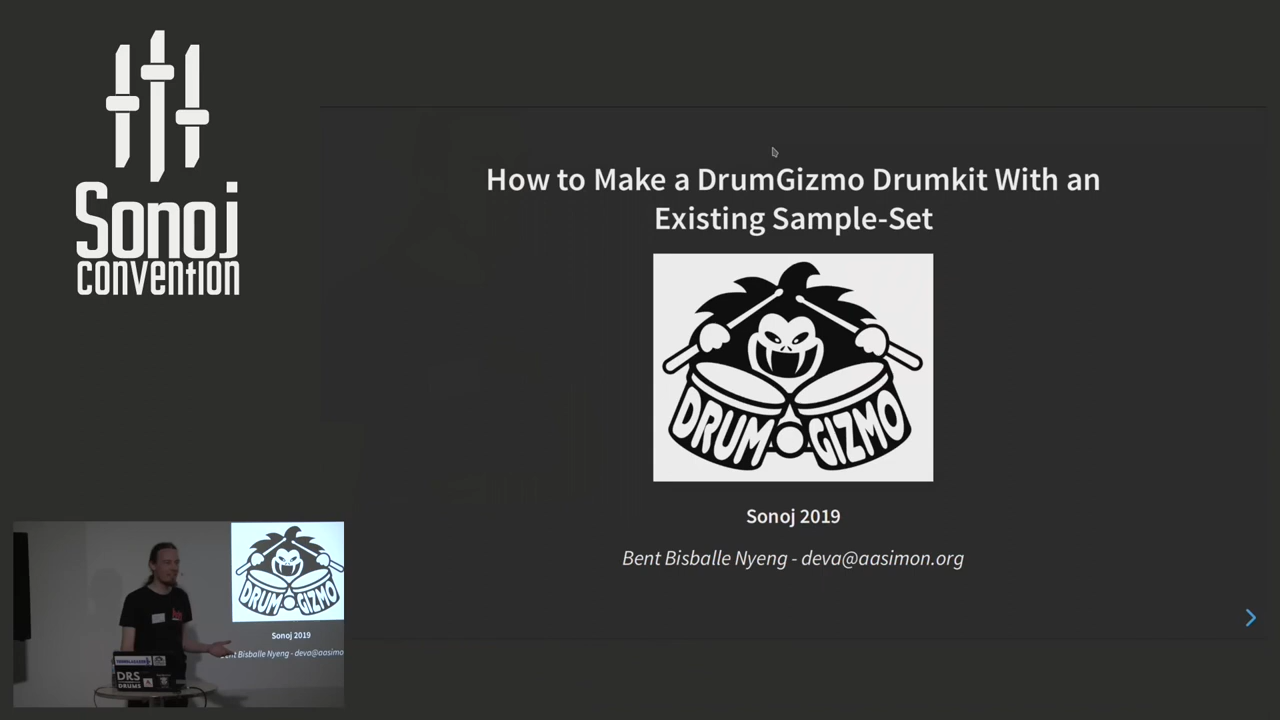 Sonoj
convention
How to Make a DrumGizmo Drumkit With an
Existing Sample-Set
DRUM GIZMO
Sonoj 2019
Bent Bisballe Nyeng - deva@aasimon.org
DRUM GIZMO
Sonoj 2019
Bent Bisballe Nyeng - deva@aasimo
DRS
DRUMS